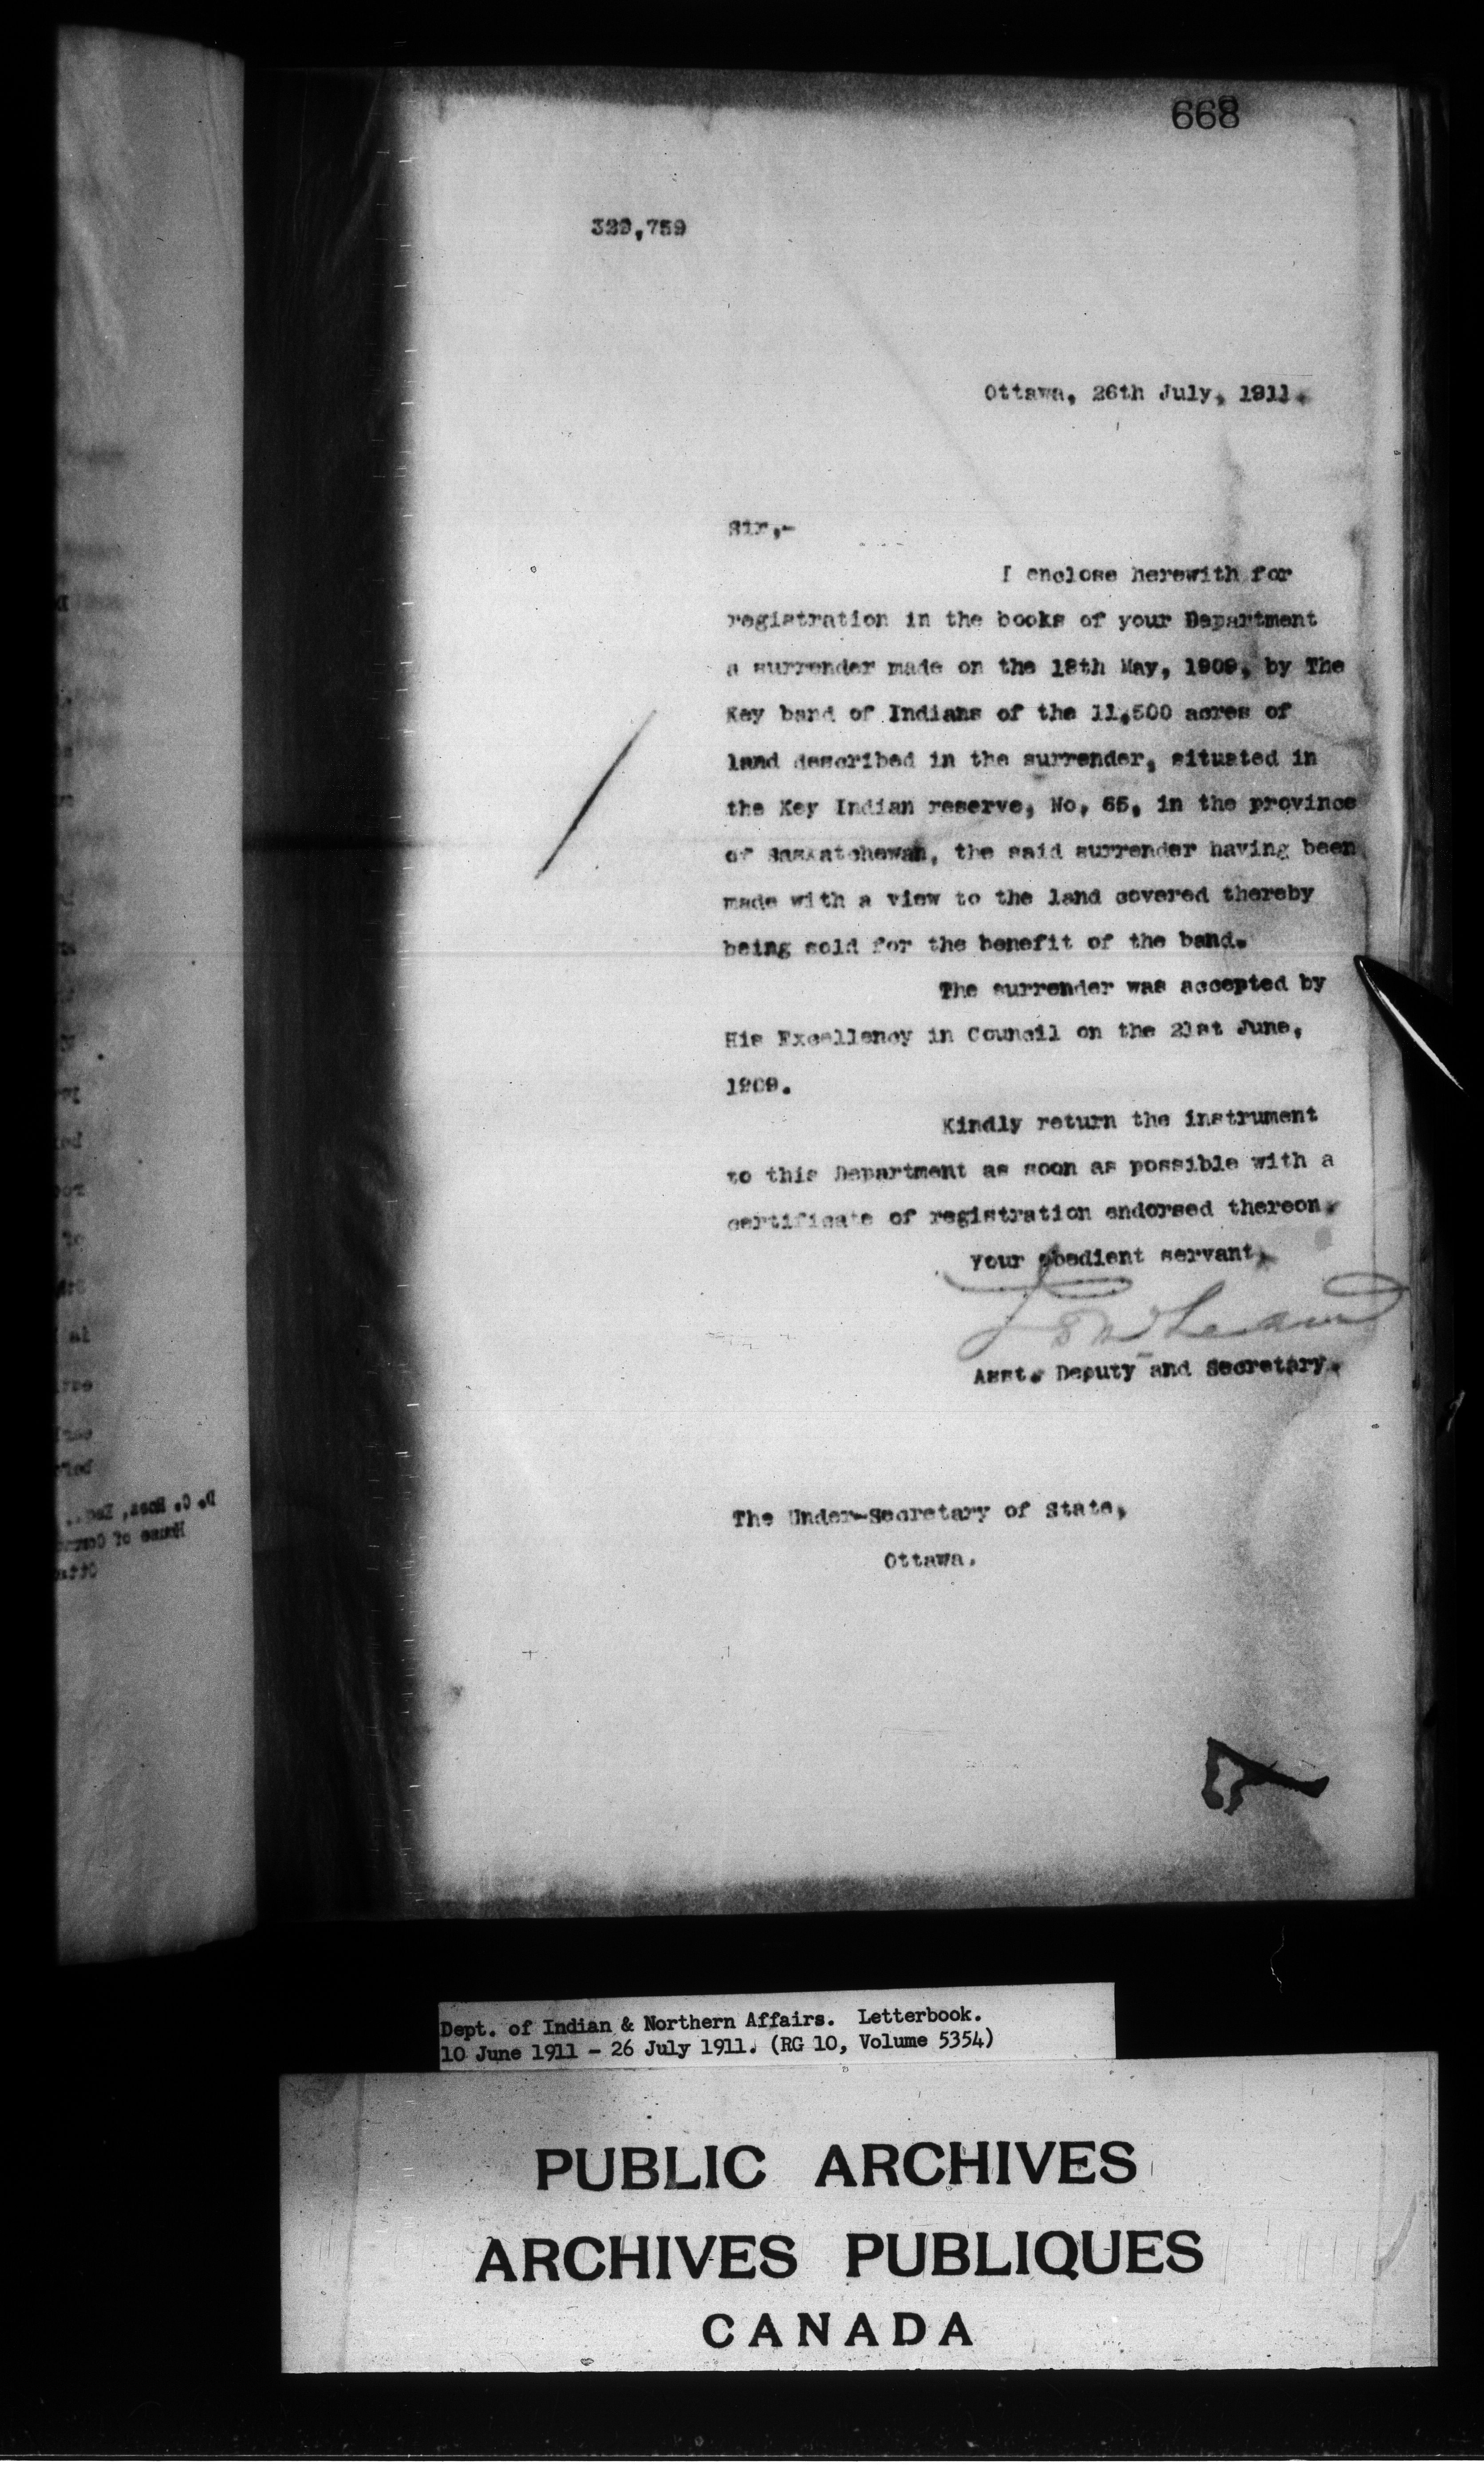 668
329,759
Ottawa, 26th July, 1911.
Sir,-
I enclose herewith for
registration in the books of your Department
a surrender made on the 18th May, 1909, by The
Key band of Indians of the 11,500 acres of
land described in the surrender, situated in
the Key Indian reserve, No, 65, in the province
of Saskatchewan, the said surrender having been
made with a view to the land covered thereby
being sold for the benefit of the band.
The surrender was accepted by
His Excellency in Council on the 21st June,
1909.
Kindly return the instrument
to this Department as soon as possible with a
certificate of registration endorsed thereon.
Your obedient servant,
Asst. Deputy and Secretary.
The Under-Secretary of State,
Ottawa.
D. C. Ross, Esq.,
House of
Dept. of Indian & Northern Affairs. Letterbook.
10 June 1911 - 26 July 1911. (RG 10, Volume 5354)
PUBLIC ARCHIVES
ARCHIVES PUBLIQUES
CANADA